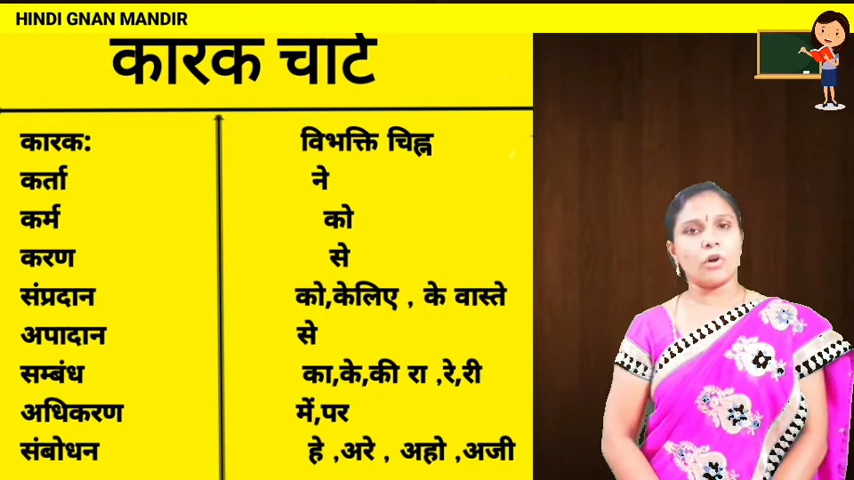 HINDI GNAN MANDIR
कारक चार्ट
कारक: विभक्ति चिह्न
कर्ता ने
कर्म को
करण से
संप्रदान को,केलिए , के वास्ते
अपादान से
सम्बंध का,के,की रा ,रे,री
अधिकरण में,पर
संबोधन हे ,अरे , अहो ,अजी